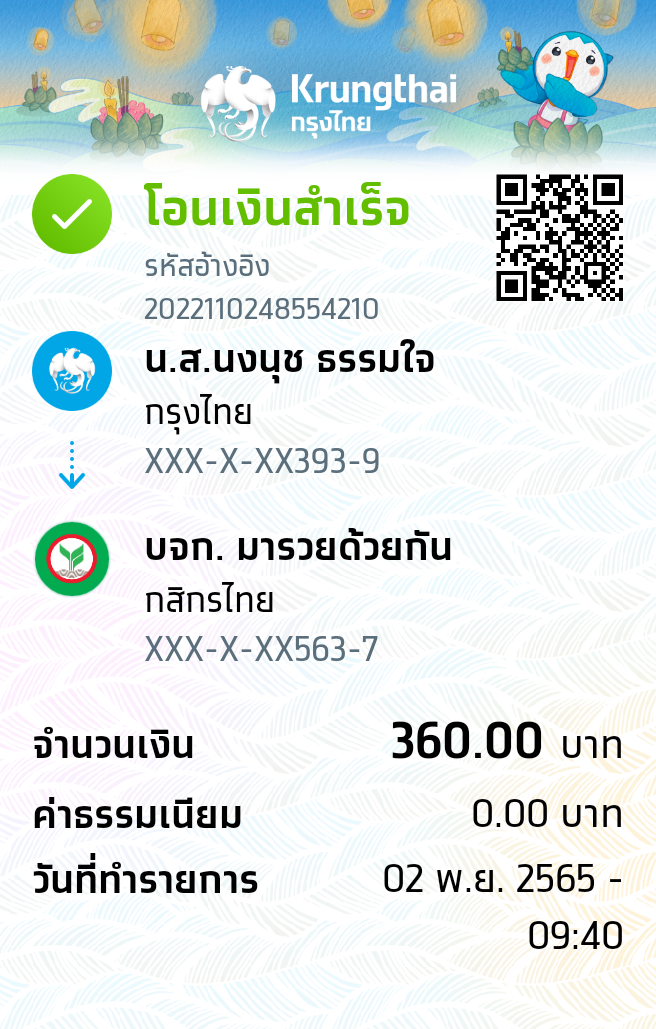 Krungthai
กรุงไทย
โอนเงินสำเร็จ
รหัสอ้างอิง
2022110248554210
น.ส.นงนุช ธรรมใจ
กรุงไทย
XXX-X-XX393-9
บจก. มารวยด้วยกัน
กสิกรไทย
XXX-X-XX563-7
จำนวนเงิน 360.00 บาท
ค่าธรรมเนียม 0.00 บาท
วันที่ทำรายการ 02 พ.ย. 2565 -
09:40